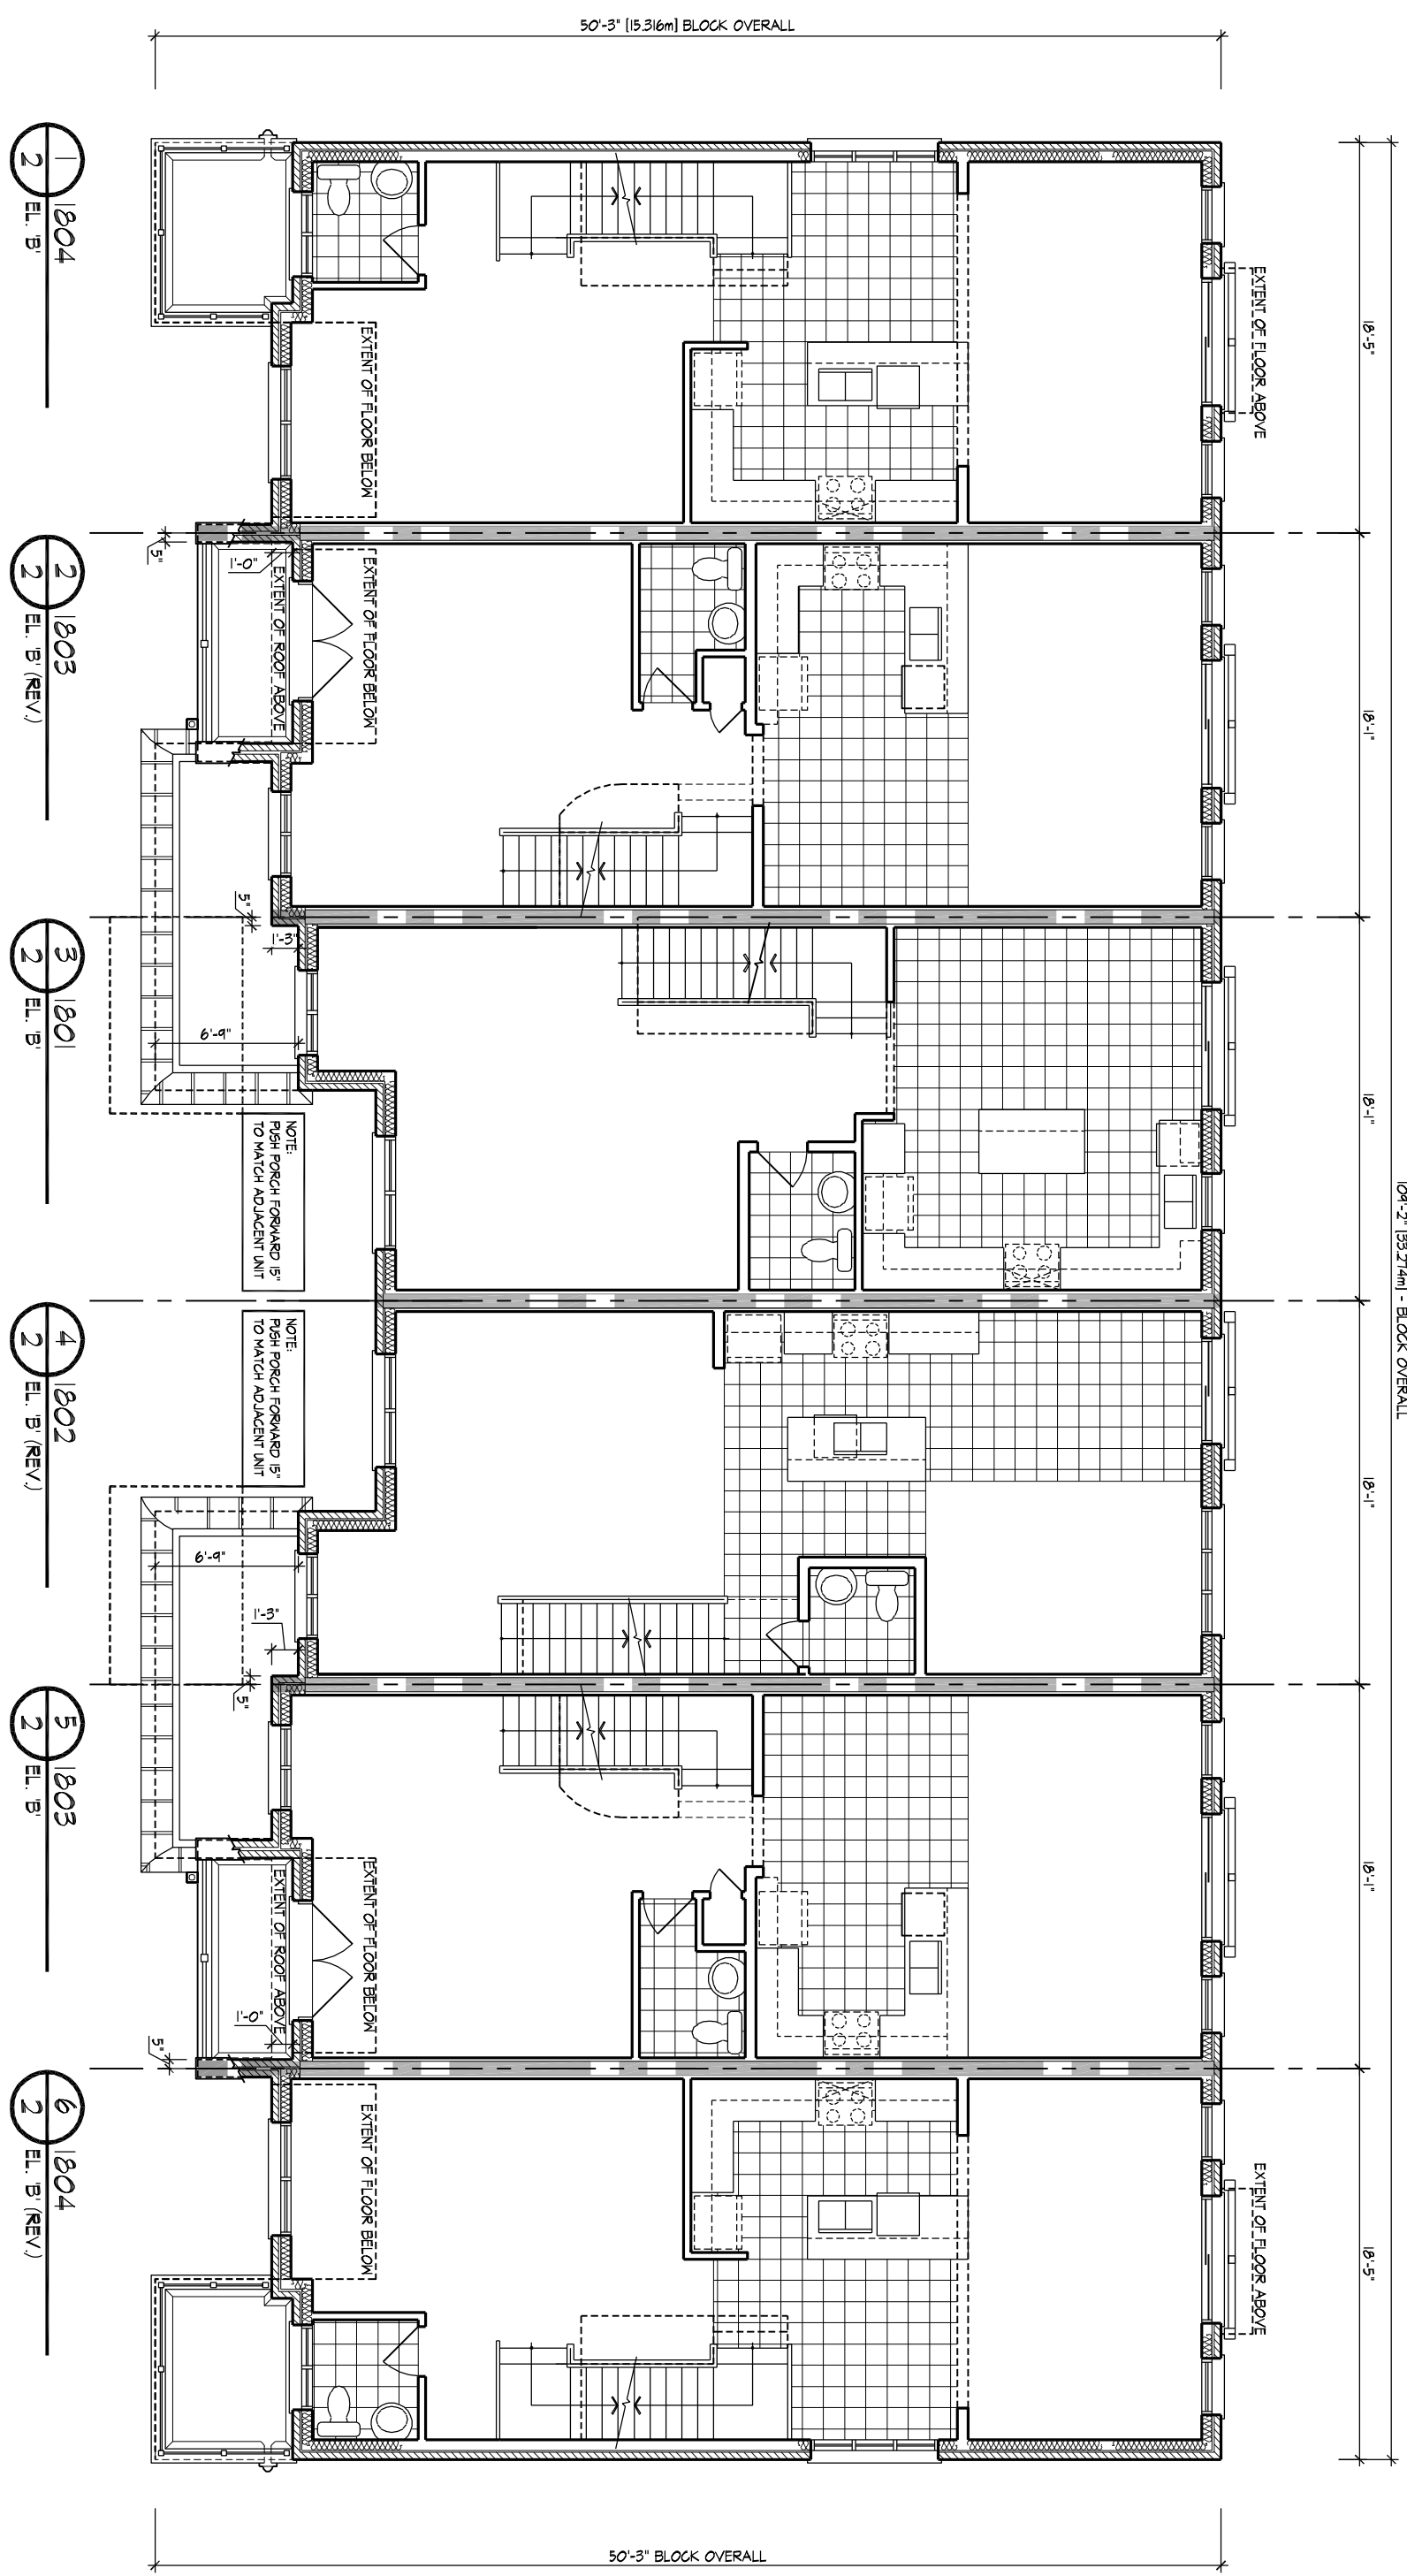 50'-3" [15.316m] BLOCK OVERALL
109'-2" [33.274m] - BLOCK OVERALL
18'-5"
18'-1"
18'-1"
18'-1"
18'-1"
18'-5"
EXTENT OF FLOOR ABOVE
EXTENT OF FLOOR ABOVE
1
2
1804
EL. 'B'
EXTENT OF FLOOR BELOW
5"
2
2
1803
EL. 'B' (REV.)
1'-0"
EXTENT OF ROOF ABOVE
EXTENT OF FLOOR BELOW
5"
3
2
1801
EL. 'B'
1'-3"
6'-9"
NOTE:
PUSH PORCH FORWARD 15"
TO MATCH ADJACENT UNIT
4
2
1802
EL. 'B' (REV.)
NOTE:
PUSH PORCH FORWARD 15"
TO MATCH ADJACENT UNIT
6'-9"
1'-3"
5"
5
2
1803
EL. 'B'
EXTENT OF ROOF ABOVE
EXTENT OF FLOOR BELOW
1'-0"
5"
6
2
1804
EL. 'B' (REV.)
EXTENT OF FLOOR BELOW
50'-3" BLOCK OVERALL